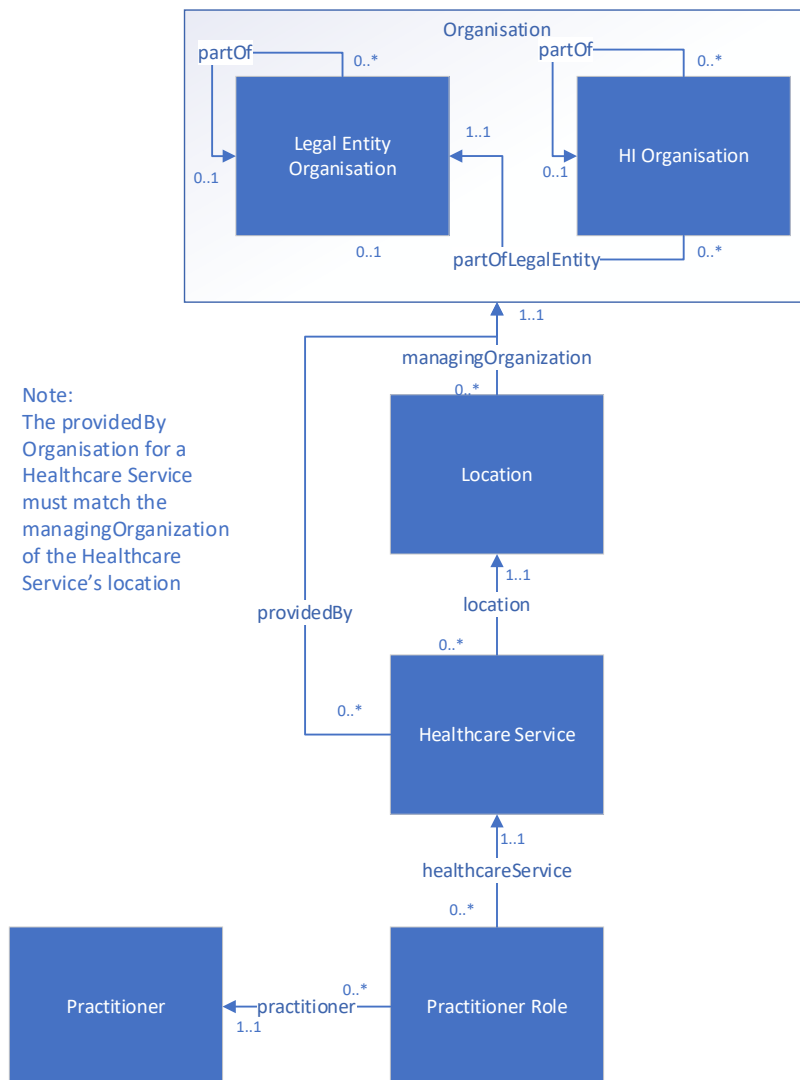 Organisation
partOf
0..*
partOf
0..*
Legal Entity
Organisation
1..1
HI Organisation
0..1
0..1
0..1
partOfLegalEntity
0..*
1..1
managingOrganization
0..*
Note:
The providedBy
Organisation for a
Healthcare Service
must match the
managingOrganization
of the Healthcare
Service’s location
Location
1..1
location
providedBy
0..*
0..*
Healthcare Service
1..1
healthcareService
0..*
Practitioner
1..1
practitioner
0..*
Practitioner Role